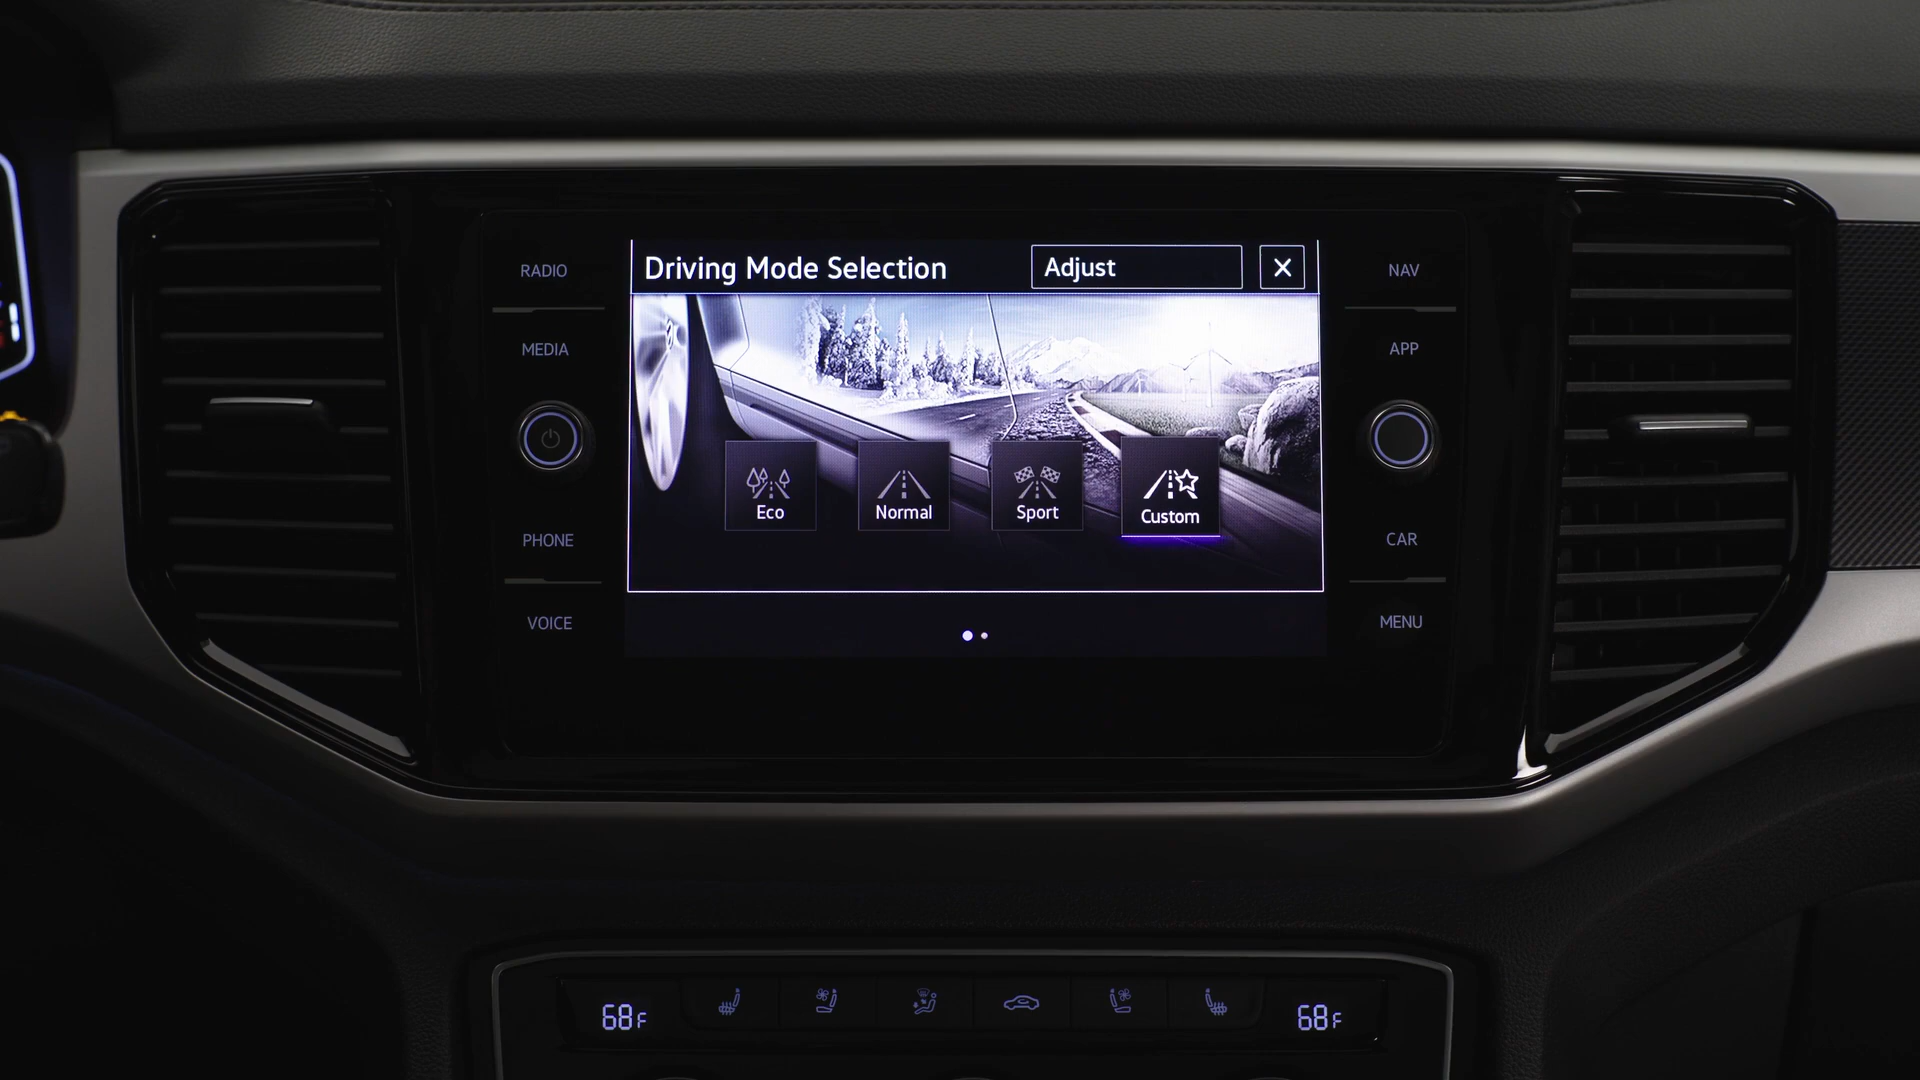 RADIO
MEDIA
PHONE
VOICE
Driving Mode Selection
Adjust
Eco
Normal
Sport
Custom
NAV
APP
CAR
MENU
68F
68F